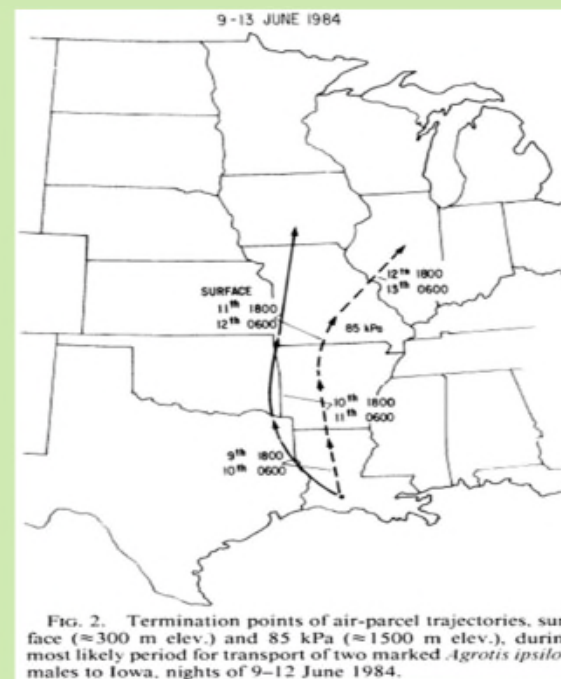 9-13 JUNE 1984
12th 1800
13th 0600
SURFACE
11th 1800
12th 0600
85 kPa
10th 1800
11th 0600
9th 1800
10th 0600
FIG. 2. Termination points of air-parcel trajectories, sur
face (≈300 m elev.) and 85 kPa (≈1500 m elev.), durin
most likely period for transport of two marked Agrotis ipsilo
males to Iowa, nights of 9–12 June 1984.